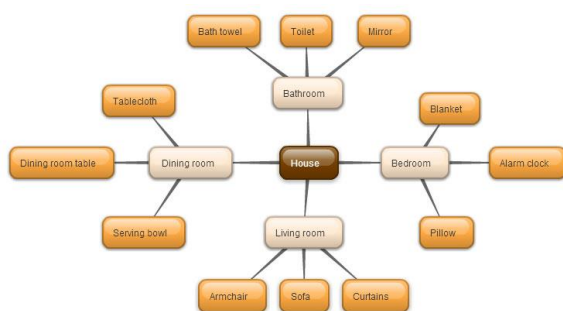 Bath towel
Toilet
Mirror
Bathroom
Tablecloth
Blanket
Dining room table
Dining room
House
Bedroom
Alarm clock
Serving bowl
Living room
Pillow
Armchair
Sofa
Curtains